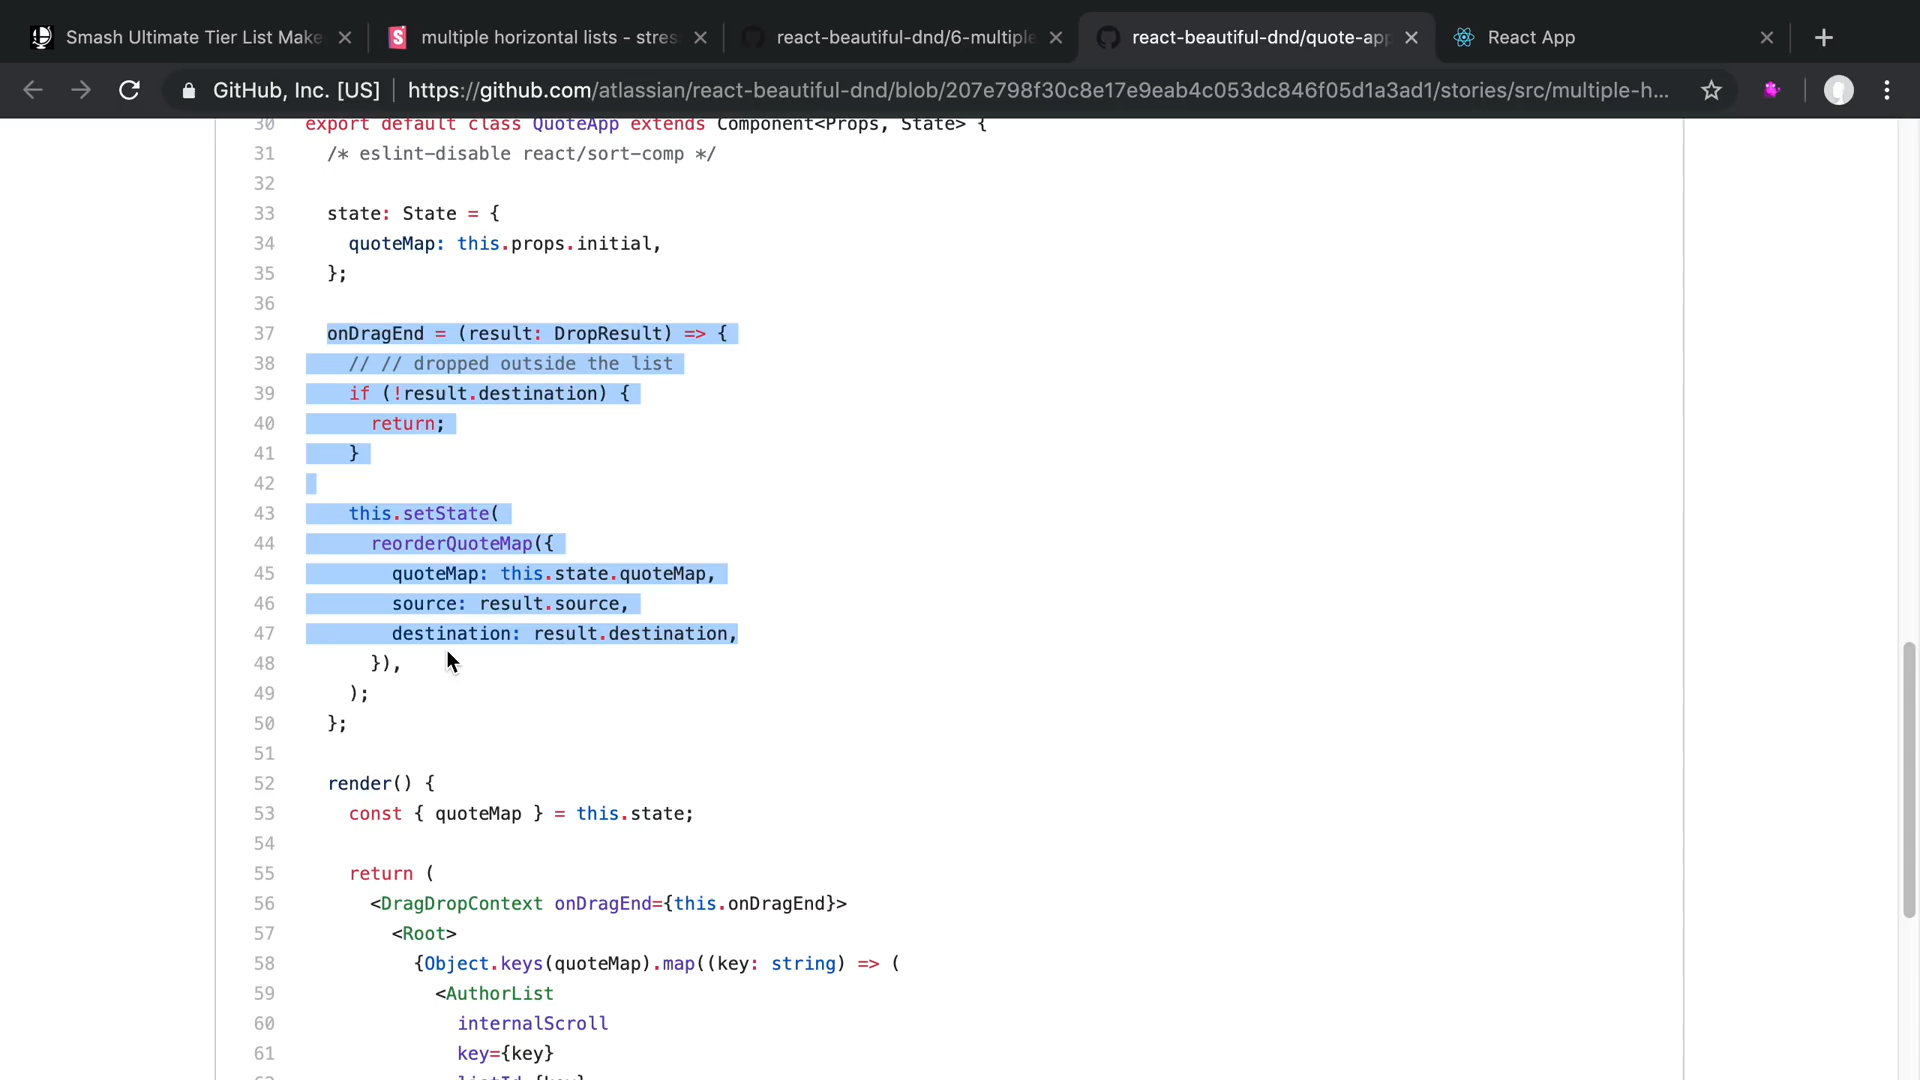 Smash Ultimate Tier List Make
multiple horizontal lists - stres
react-beautiful-dnd/6-multiple
react-beautiful-dnd/quote-app
React App
GitHub, Inc. [US]
https://github.com/atlassian/react-beautiful-dnd/blob/207e798f30c8e17e9eab4c053dc846f05d1a3ad1/stories/src/multiple-h...
30 export default class QuoteApp extends Component<Props, State> {
31 /* eslint-disable react/sort-comp */
32
33 state: State = {
34 quoteMap: this.props.initial,
35 };
36
37 onDragEnd = (result: DropResult) => {
38 // // dropped outside the list
39 if (!result.destination) {
40 return;
41 }
42
43 this.setState(
44 reorderQuoteMap({
45 quoteMap: this.state.quoteMap,
46 source: result.source,
47 destination: result.destination,
48 }),
49 );
50 };
51
52 render() {
53 const { quoteMap } = this.state;
54
55 return (
56 <DragDropContext onDragEnd={this.onDragEnd}>
57 <Root>
58 {Object.keys(quoteMap).map((key: string) => (
59 <AuthorList
60 internalScroll
61 key={key}